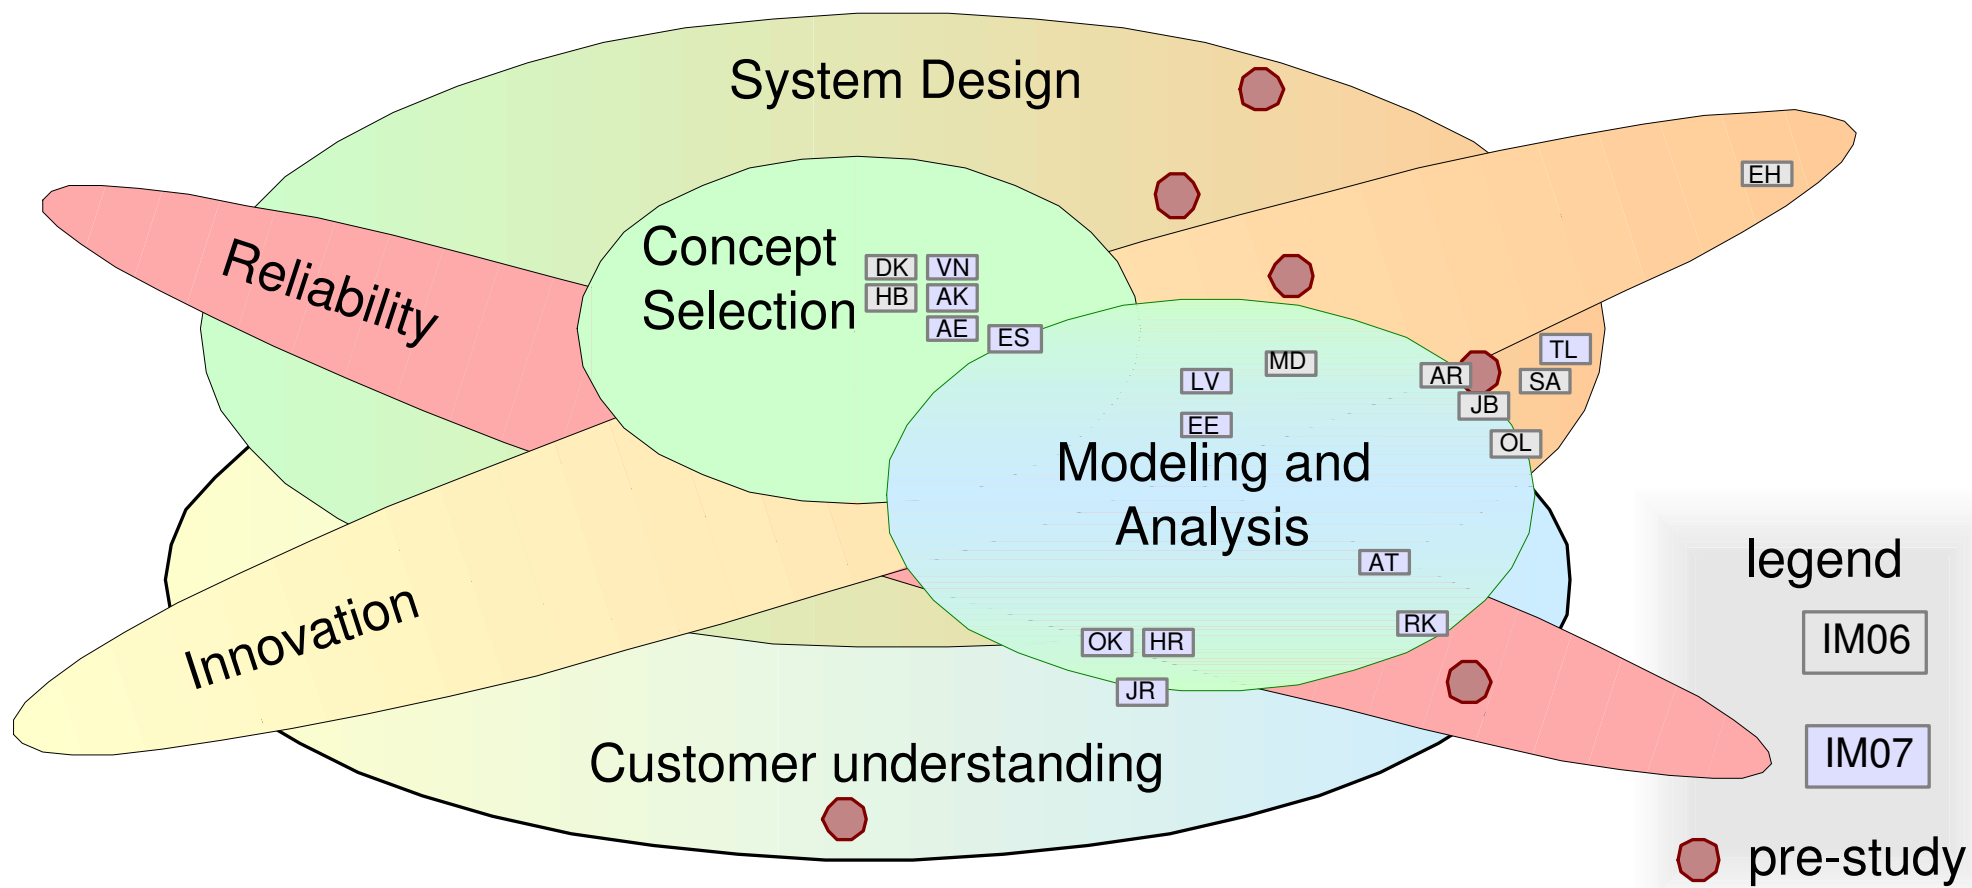 System Design
EH
Concept
Selection
DK
VN
HB
AK
AE
ES
Reliability
MD
LV
EE
AR
TL
SA
JB
OL
Modeling and
Analysis
AT
RK
OK
HR
JR
Innovation
Customer understanding
legend
IM06
IM07
pre-study